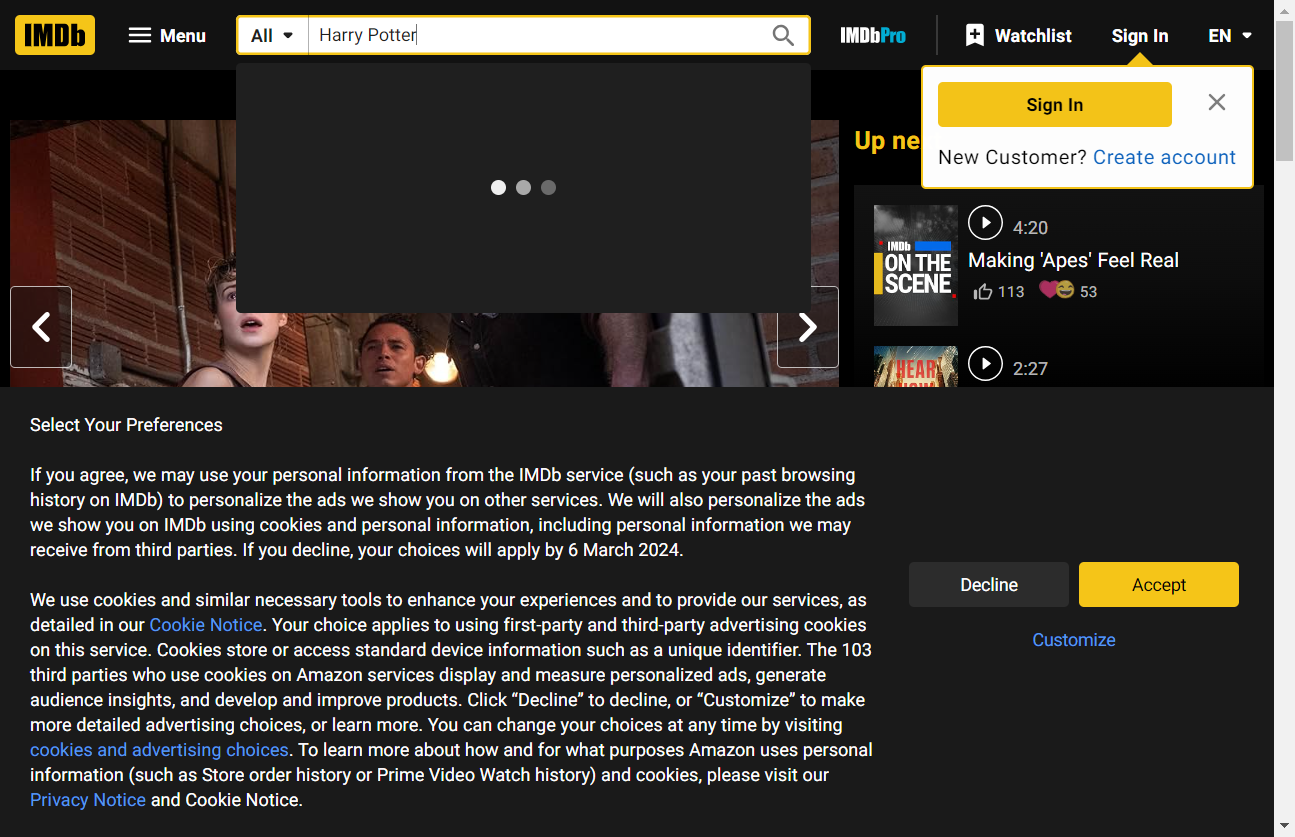 IMDb
Menu
All
Harry Potter
IMDbPro
Watchlist
Sign In
EN
Sign In
New Customer? Create account
Up ne
IMDb
ON THE
SCENE
4:20
Making 'Apes' Feel Real
113
53
HEAR
2:27
Select Your Preferences
If you agree, we may use your personal information from the IMDb service (such as your past browsing
history on IMDb) to personalize the ads we show you on other services. We will also personalize the ads
we show you on IMDb using cookies and personal information, including personal information we may
receive from third parties. If you decline, your choices will apply by 6 March 2024.
We use cookies and similar necessary tools to enhance your experiences and to provide our services, as
detailed in our Cookie Notice. Your choice applies to using first-party and third-party advertising cookies
on this service. Cookies store or access standard device information such as a unique identifier. The 103
third parties who use cookies on Amazon services display and measure personalized ads, generate
audience insights, and develop and improve products. Click “Decline” to decline, or “Customize” to make
more detailed advertising choices, or learn more. You can change your choices at any time by visiting
cookies and advertising choices. To learn more about how and for what purposes Amazon uses personal
information (such as Store order history or Prime Video Watch history) and cookies, please visit our
Privacy Notice and Cookie Notice.
Decline
Accept
Customize